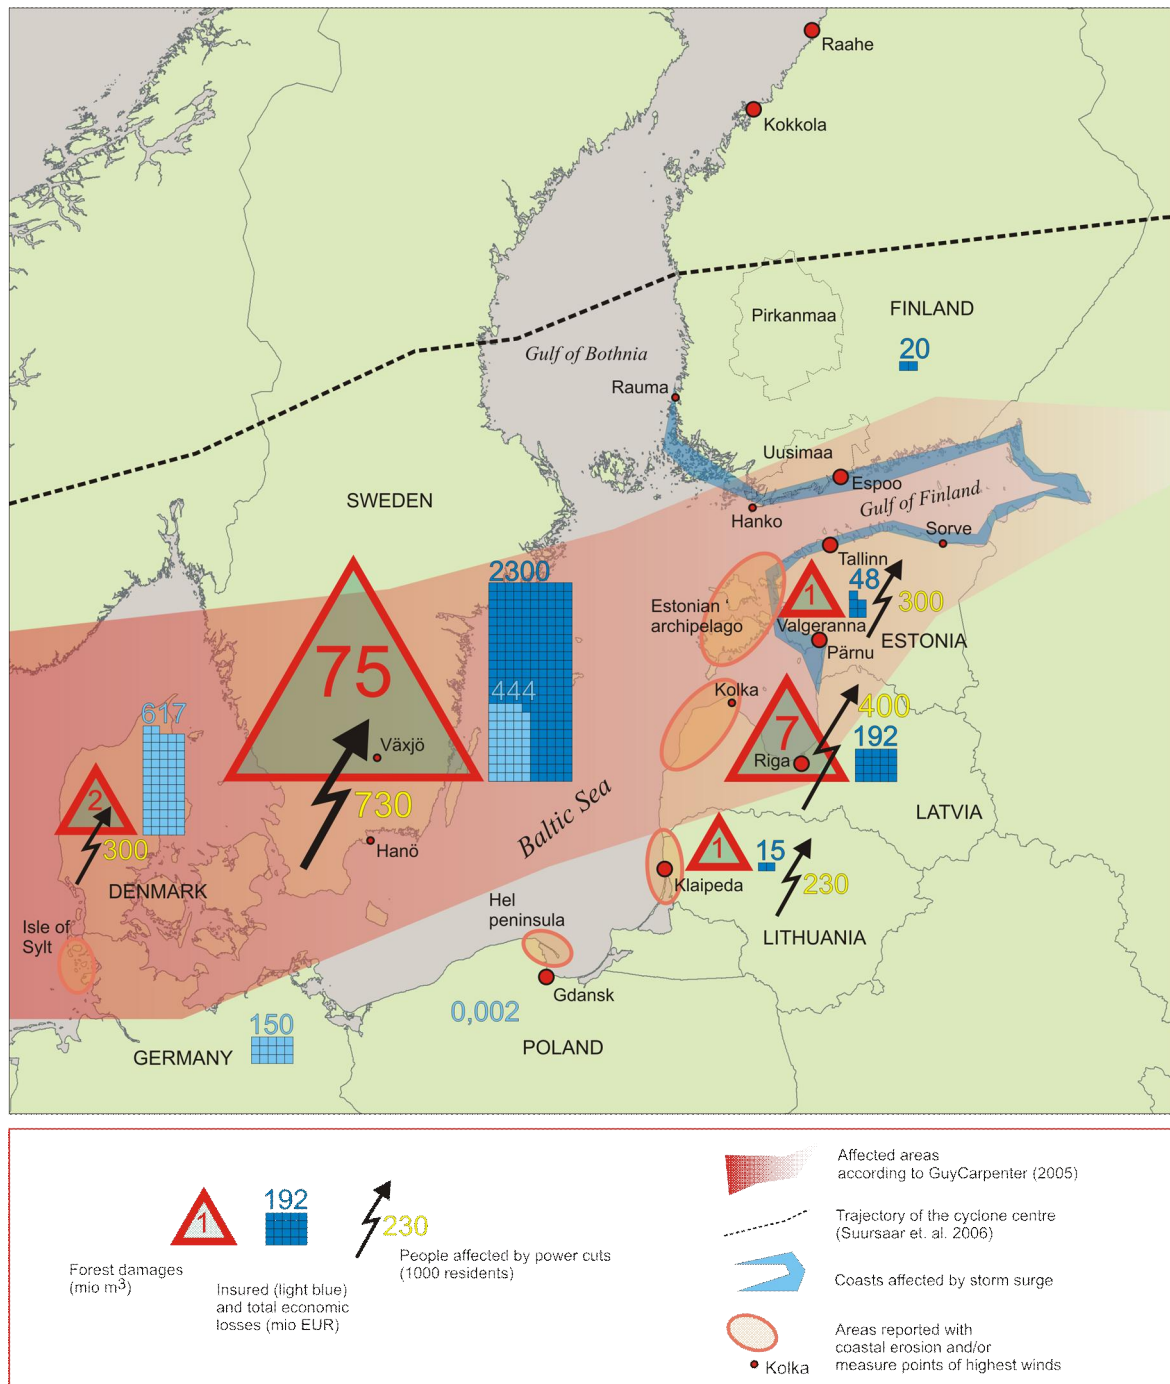 Raahe
Kokkola
Pirkanmaa
FINLAND
20
Gulf of Bothnia
Rauma
Uusimaa
Espoo
SWEDEN
Gulf of Finland
Hanko
Sorve
Tallinn
2300
48
1
300
Estonian
archipelago
Valgeranna
Pärnu
ESTONIA
75
444
Kolka
400
617
7
192
Växjö
Riga
2
730
Baltic Sea
LATVIA
300
Hanö
1
15
Klaipeda
230
DENMARK
Hel
peninsula
Isle of
Sylt
LITHUANIA
Gdansk
0,002
150
GERMANY
POLAND
1
192
230
Forest damages
(mio m³)
Insured (light blue)
and total economic
losses (mio EUR)
People affected by power cuts
(1000 residents)
Affected areas
according to GuyCarpenter (2005)
Trajectory of the cyclone centre
(Suursaar et. al. 2006)
Coasts affected by storm surge
Areas reported with
coastal erosion and/or
measure points of highest winds
Kolka